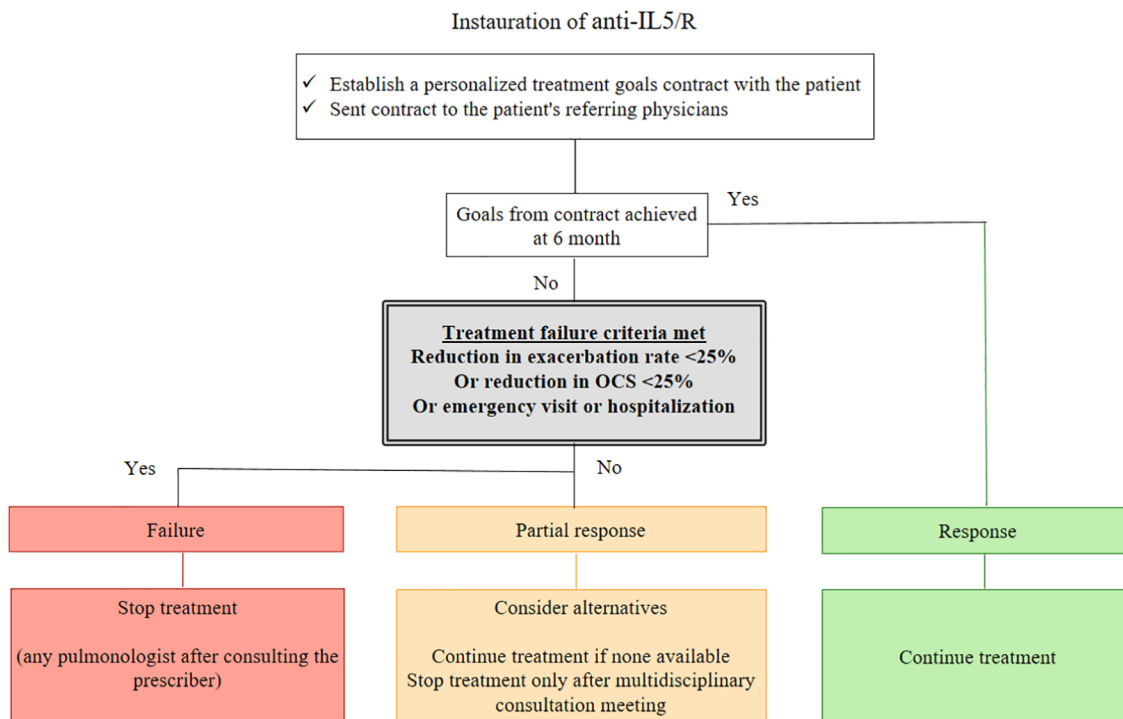 Instauration of anti-IL5/R
✓ Establish a personalized treatment goals contract with the patient
✓ Sent contract to the patient's referring physicians
Yes
Goals from contract achieved
at 6 month
No
Treatment failure criteria met
Reduction in exacerbation rate <25%
Or reduction in OCS <25%
Or emergency visit or hospitalization
Yes
No
Failure
Partial response
Response
Stop treatment
(any pulmonologist after consulting the
prescriber)
Consider alternatives
Continue treatment if none available
Stop treatment only after multidisciplinary
consultation meeting
Continue treatment